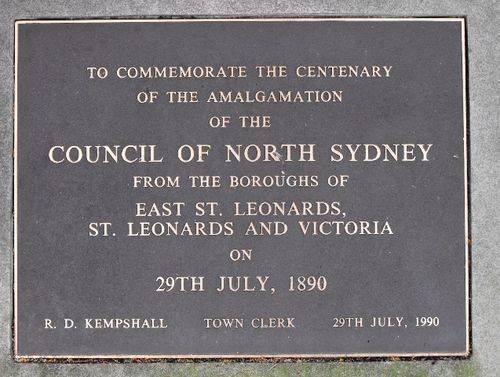 TO COMMEMORATE THE CENTENARY
OF THE AMALGAMATION
OF THE
COUNCIL OF NORTH SYDNEY
FROM THE BOROUGHS OF
EAST ST. LEONARDS,
ST. LEONARDS AND VICTORIA
ON
29TH JULY, 1890
R. D. KEMPSHALL TOWN CLERK 29TH JULY, 1990